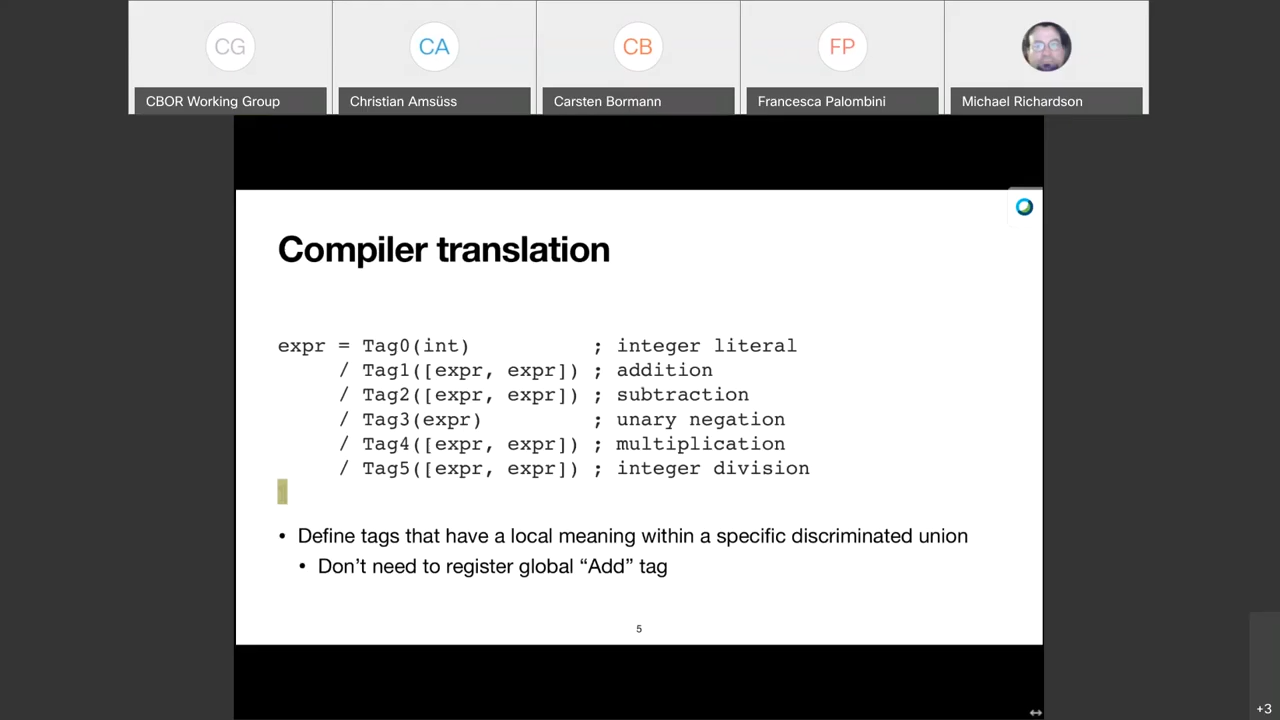 CG
CA
CB
FP
CBOR Working Group
Christian Amsüss
Carsten Bormann
Francesca Palombini
Michael Richardson
Compiler translation
expr = Tag0(int) ; integer literal
/ Tag1([expr, expr]) ; addition
/ Tag2([expr, expr]) ; subtraction
/ Tag3(expr) ; unary negation
/ Tag4([expr, expr]) ; multiplication
/ Tag5([expr, expr]) ; integer division
• Define tags that have a local meaning within a specific discriminated union
• Don’t need to register global “Add” tag
5
+3